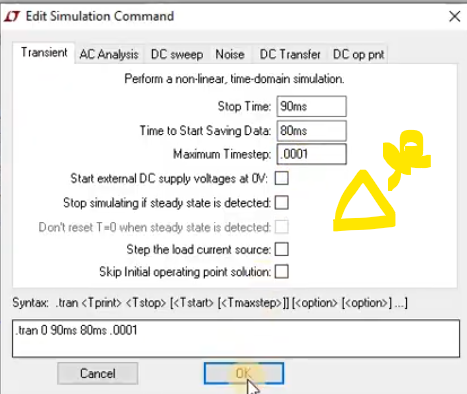 Edit Simulation Command
Transient AC Analysis DC sweep Noise DC Transfer DC op pnt
Perform a non-linear, time-domain simulation.
Stop Time: 90ms
Time to Start Saving Data: 80ms
Maximum Timestep: .0001
Start external DC supply voltages at 0V:
Stop simulating if steady state is detected:
Don't reset T=0 when steady state is detected:
Step the load current source:
Skip Initial operating point solution:
Syntax: .tran <Tprint> <Tstop> [<Tstart> [<Tmaxstep>]] [<option> [<option>] ...]
.tran 0 90ms 80ms .0001
Cancel OK